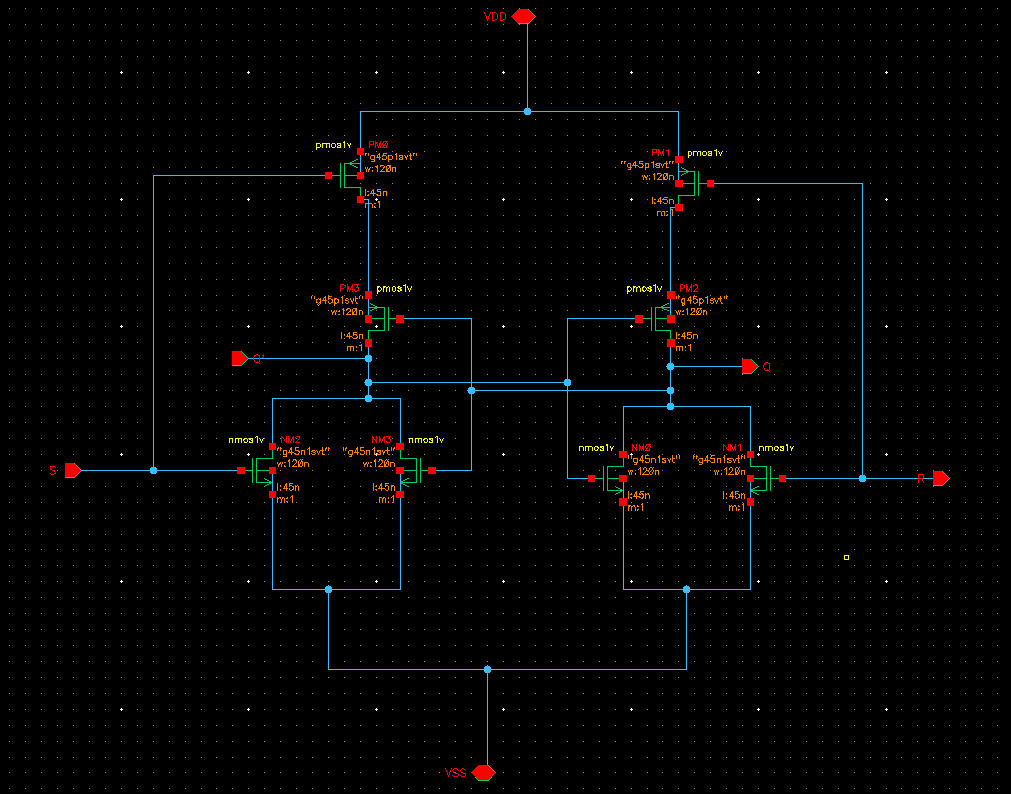 VDD
pmos1v PM0
"g45p1svt"
w:120n
l:45n
m:1
PM1 pmos1v
"g45p1svt"
w:120n
l:45n
m:1
PM3 pmos1v
"g45p1svt"
w:120n
l:45n
m:1
pmos1v PM2
"g45p1svt"
w:120n
l:45n
m:1
Q'
Q
nmos1v NM2
"g45n1svt"
w:120n
l:45n
m:1
NM3 nmos1v
"g45n1svt"
w:120n
l:45n
m:1
nmos1v NM0
"g45n1svt"
w:120n
l:45n
m:1
NM1 nmos1v
"g45n1svt"
w:120n
l:45n
m:1
S
R
VSS